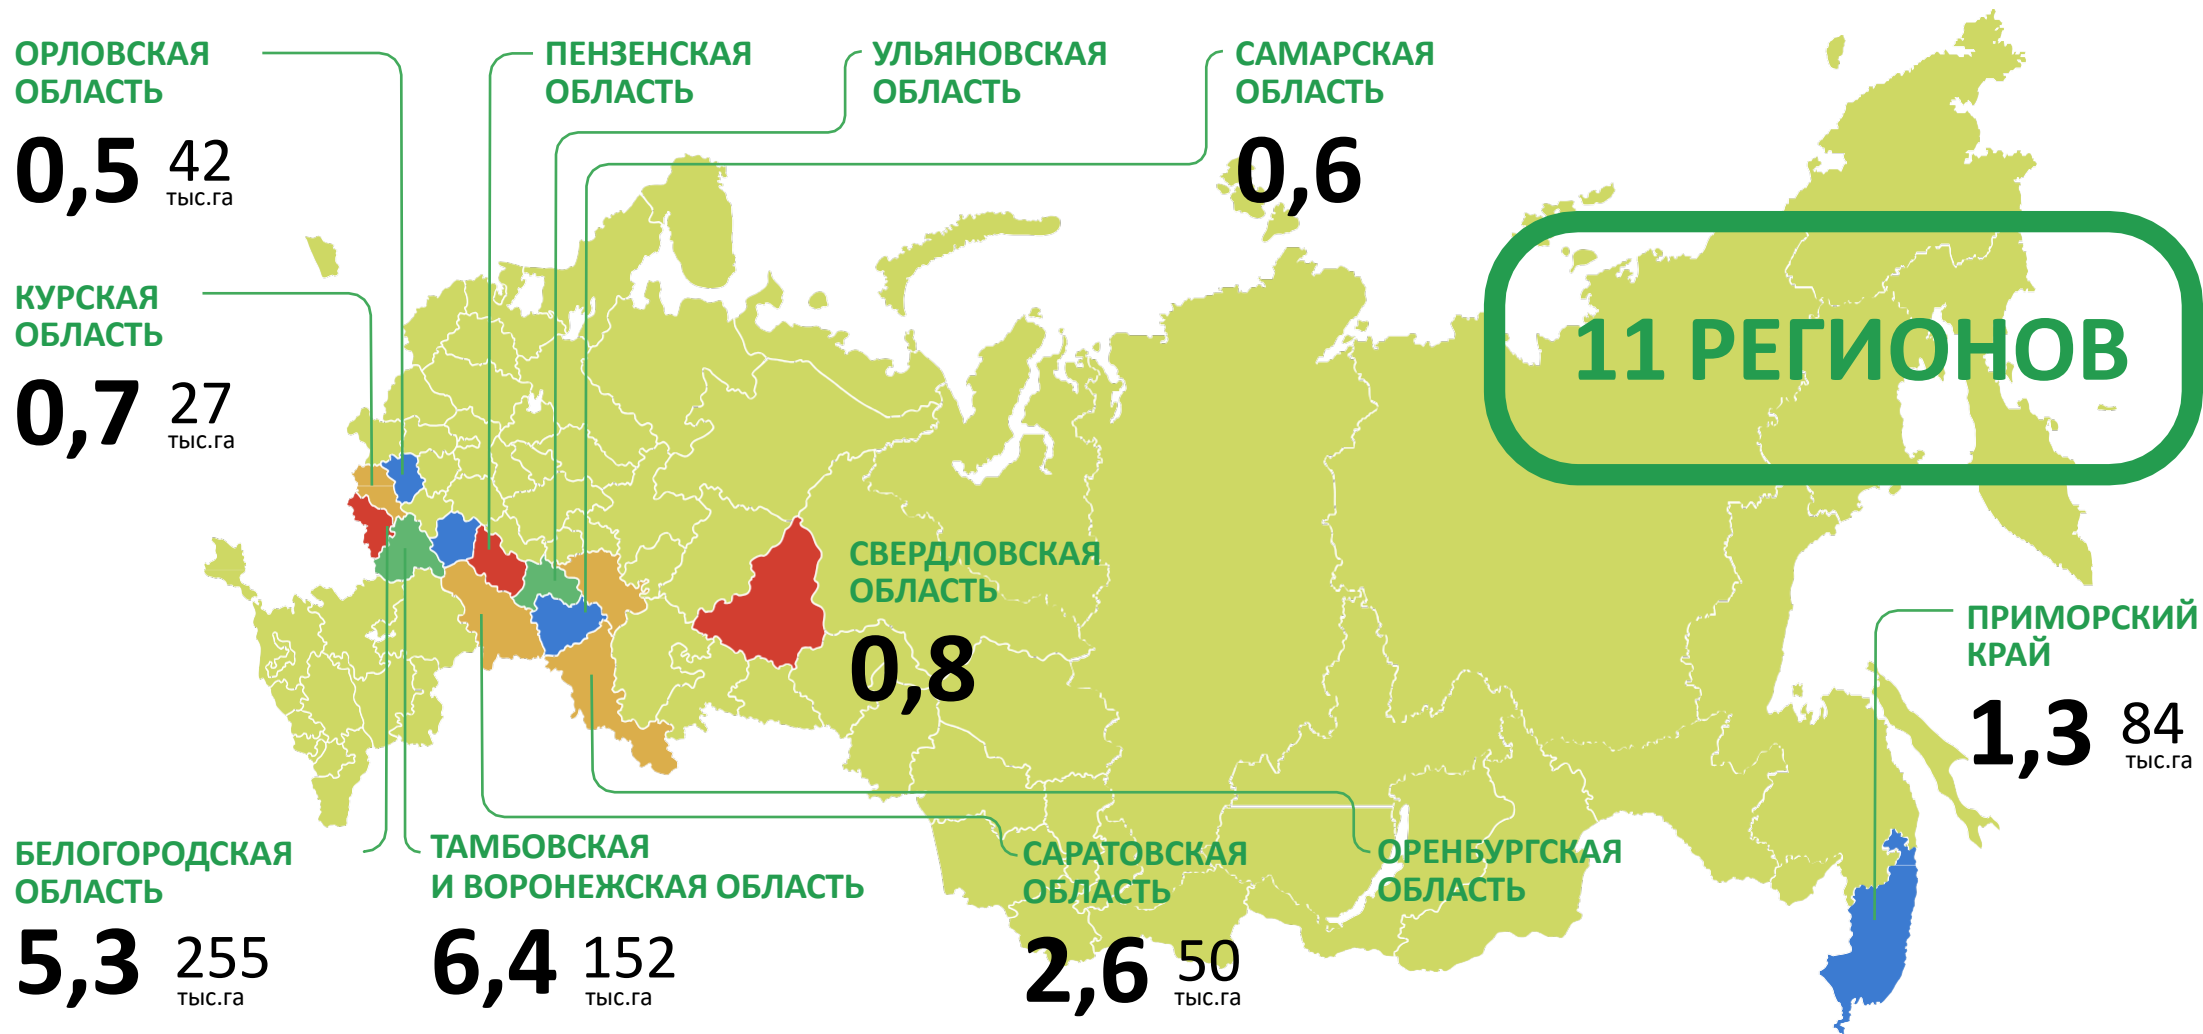 ОРЛОВСКАЯ
ОБЛАСТЬ
0,5 42
тыс.га
ПЕНЗЕНСКАЯ
ОБЛАСТЬ
УЛЬЯНОВСКАЯ
ОБЛАСТЬ
САМАРСКАЯ
ОБЛАСТЬ
0,6
КУРСКАЯ
ОБЛАСТЬ
0,7 27
тыс.га
11 РЕГИОНОВ
СВЕРДЛОВСКАЯ
ОБЛАСТЬ
0,8
ПРИМОРСКИЙ
КРАЙ
1,3 84
тыс.га
БЕЛОГОРОДСКАЯ
ОБЛАСТЬ
5,3 255
тыс.га
ТАМБОВСКАЯ
И ВОРОНЕЖСКАЯ ОБЛАСТЬ
6,4 152
тыс.га
САРАТОВСКАЯ
ОБЛАСТЬ
2,6 50
тыс.га
ОРЕНБУРГСКАЯ
ОБЛАСТЬ